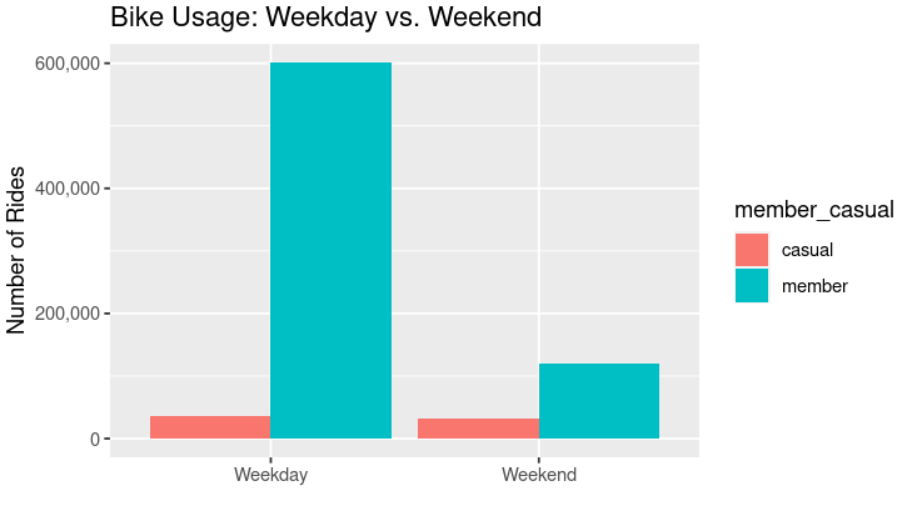 Bike Usage: Weekday vs. Weekend
Number of Rides
600,000
400,000
200,000
0
Weekday
Weekend
member_casual
casual
member